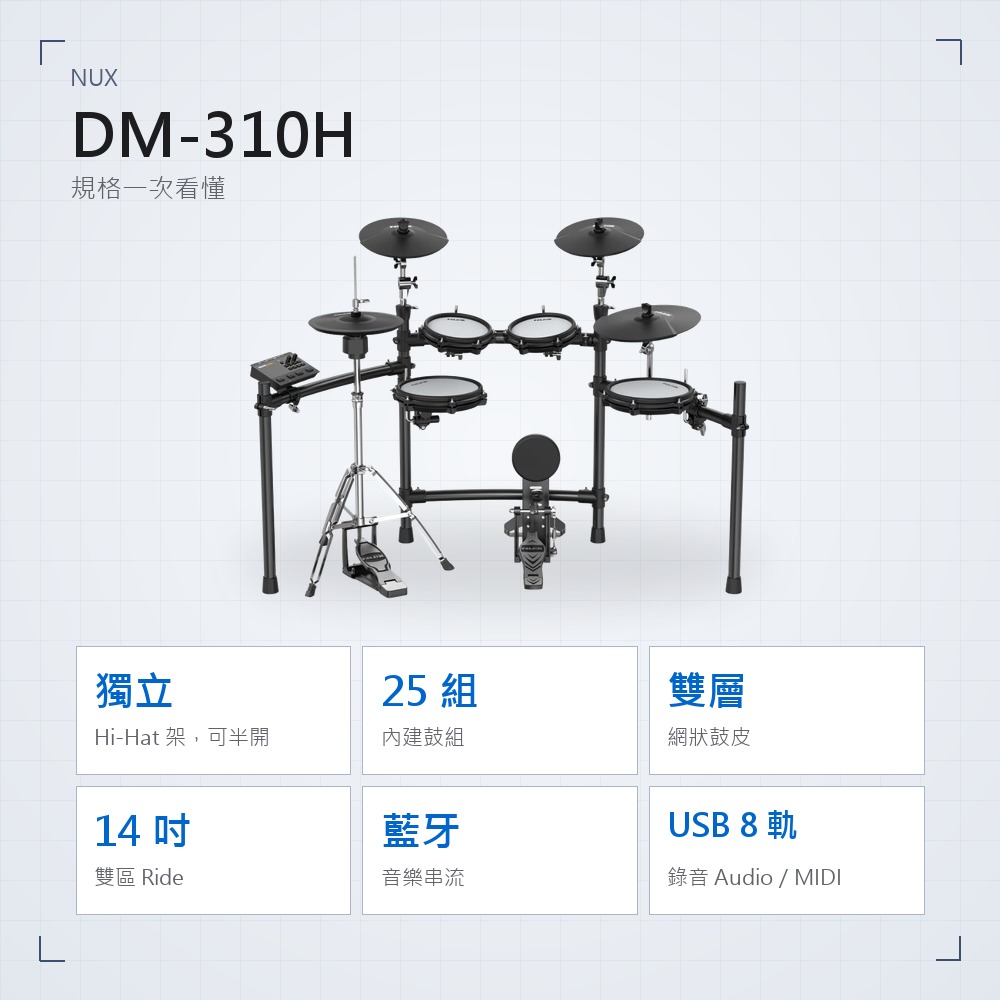 NUX
DM-310H
規格一次看懂
獨立
Hi-Hat 架，可半開
25 組
內建鼓組
雙層
網狀鼓皮
14 吋
雙區 Ride
藍牙
音樂串流
USB 8 軌
錄音 Audio / MIDI